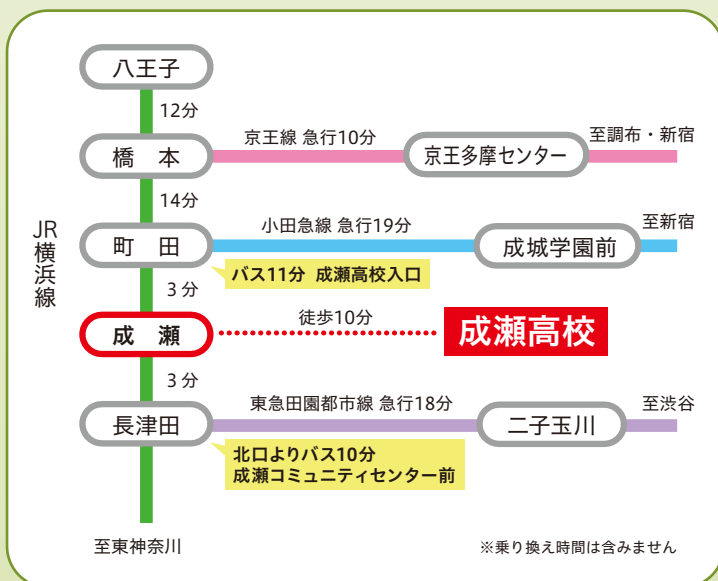 八王子
12分
京王線 急行10分
至調布・新宿
橋本
京王多摩センター
14分
JR横浜線
小田急線 急行19分
至新宿
町田
成城学園前
バス11分 成瀬高校入口
3分
徒歩10分
成瀬
成瀬高校
3分
東急田園都市線 急行18分
至渋谷
長津田
二子玉川
北口よりバス10分
成瀬コミュニティセンター前
至東神奈川
※乗り換え時間は含みません